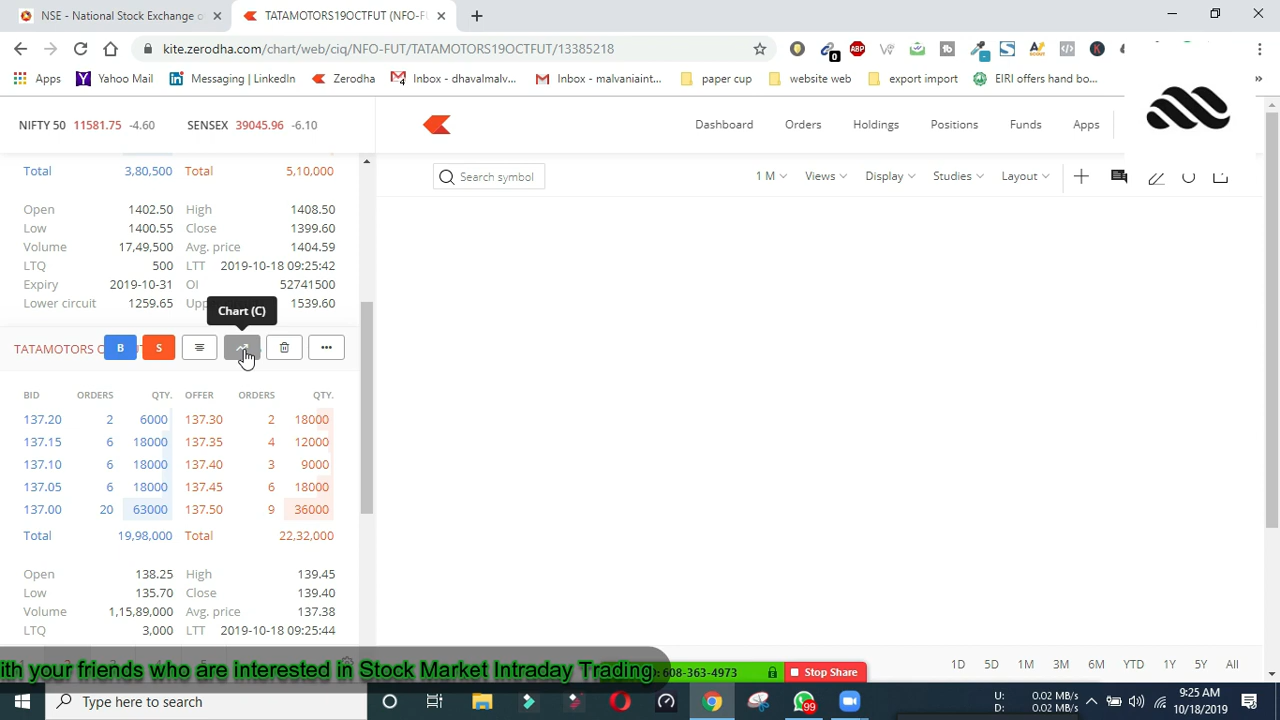 NSE - National Stock Exchange o
TATAMOTORS19OCTFUT (NFO-F
kite.zerodha.com/chart/web/ciq/NFO-FUT/TATAMOTORS19OCTFUT/13385218
Apps
Yahoo Mail
Messaging | LinkedIn
Zerodha
Inbox - dhavalmalv...
Inbox - malvaniaint...
paper cup
website web
export import
EIRI offers hand bo...
NIFTY 50 11581.75 -4.60
SENSEX 39045.96 -6.10
Dashboard
Orders
Holdings
Positions
Funds
Apps
Search symbol
1 M
Views
Display
Studies
Layout
Total 3,80,500 Total 5,10,000
Open 1402.50 High 1408.50
Low 1400.55 Close 1399.60
Volume 17,49,500 Avg. price 1404.59
LTQ 500 LTT 2019-10-18 09:25:42
Expiry 2019-10-31 OI 52741500
Lower circuit 1259.65 Upp 1539.60
Chart (C)
TATAMOTORS
B
S
BID ORDERS QTY. OFFER ORDERS QTY.
137.20 2 6000 137.30 2 18000
137.15 6 18000 137.35 4 12000
137.10 6 18000 137.40 3 9000
137.05 6 18000 137.45 6 18000
137.00 20 63000 137.50 9 36000
Total 19,98,000 Total 22,32,000
Open 138.25 High 139.45
Low 135.70 Close 139.40
Volume 1,15,89,000 Avg. price 137.38
LTQ 3,000 LTT 2019-10-18 09:25:44
ith your friends who are interested in Stock Market Intraday Trading
608-363-4973
Stop Share
1D 5D 1M 3M 6M YTD 1Y 5Y All
Type here to search
99
U: 0.02 MB/s
D: 0.02 MB/s
9:25 AM
10/18/2019